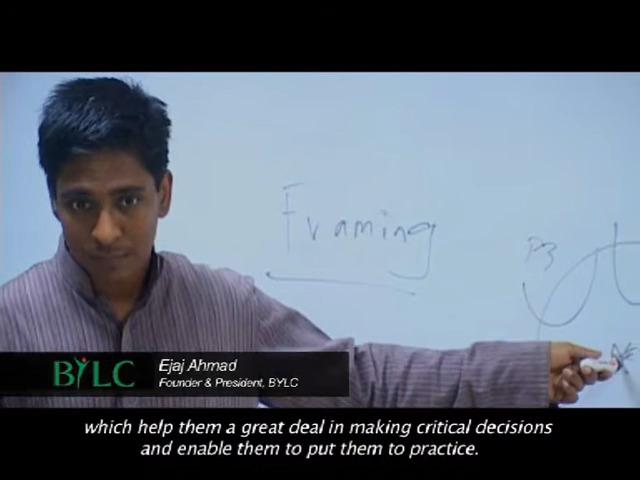 Framing
P3
BYLC
Ejaj Ahmad
Founder & President, BYLC
which help them a great deal in making critical decisions
and enable them to put them to practice.